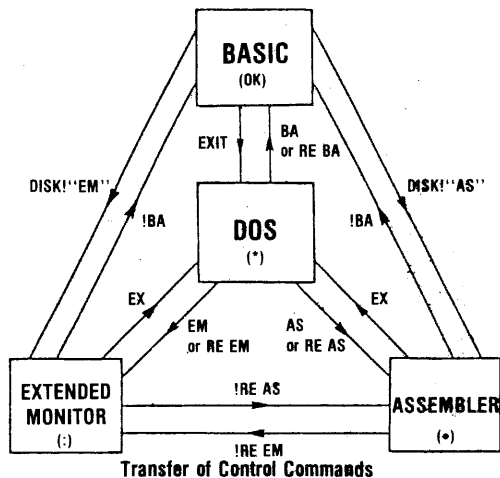 BASIC
(OK)
EXIT
BA
or RE BA
DISK!"EM"
!BA
DISK!"AS"
!BA
DOS
(*)
EX
EM
or RE EM
AS
or RE AS
EX
EXTENDED
MONITOR
(:)
!RE AS
ASSEMBLER
(•)
!RE EM
Transfer of Control Commands